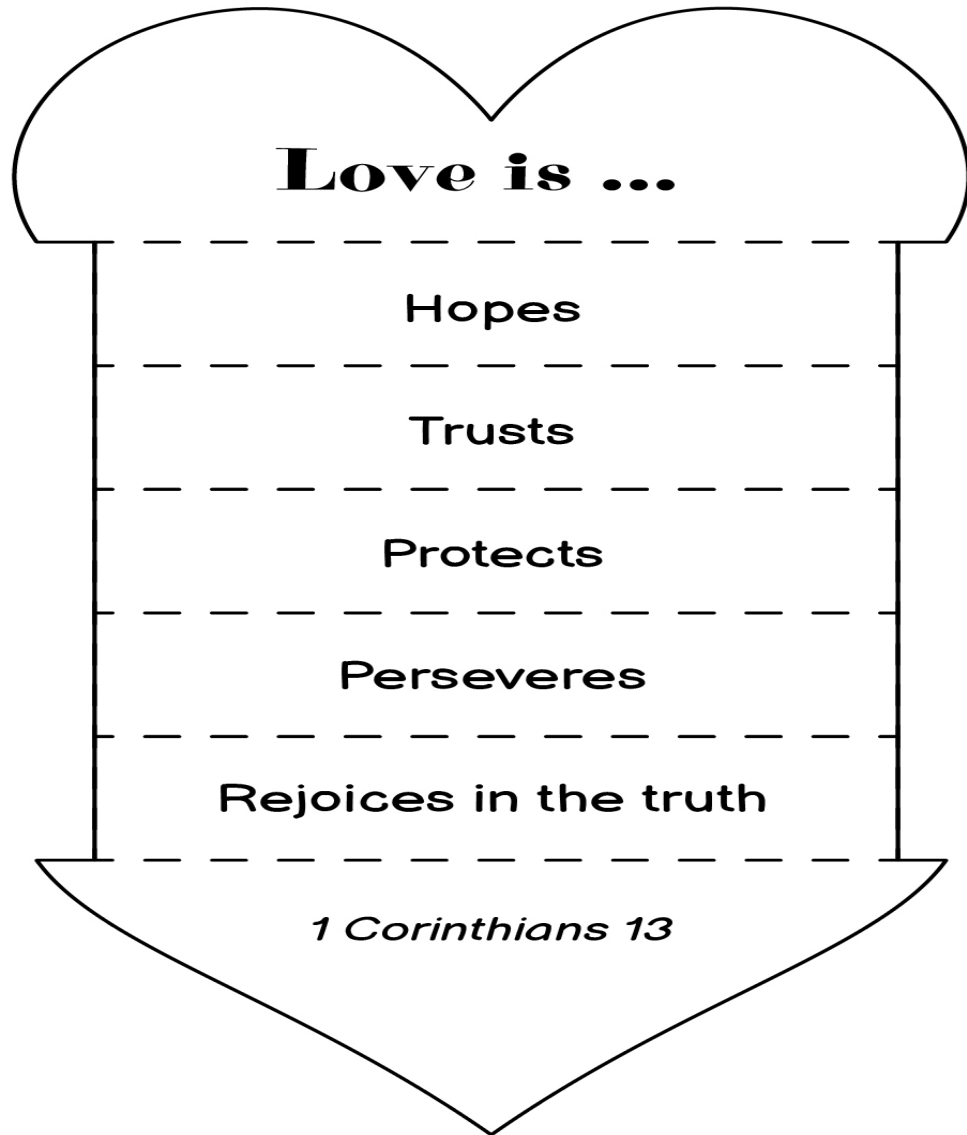 Love is ...
Hopes
Trusts
Protects
Perseveres
Rejoices in the truth
1 Corinthians 13